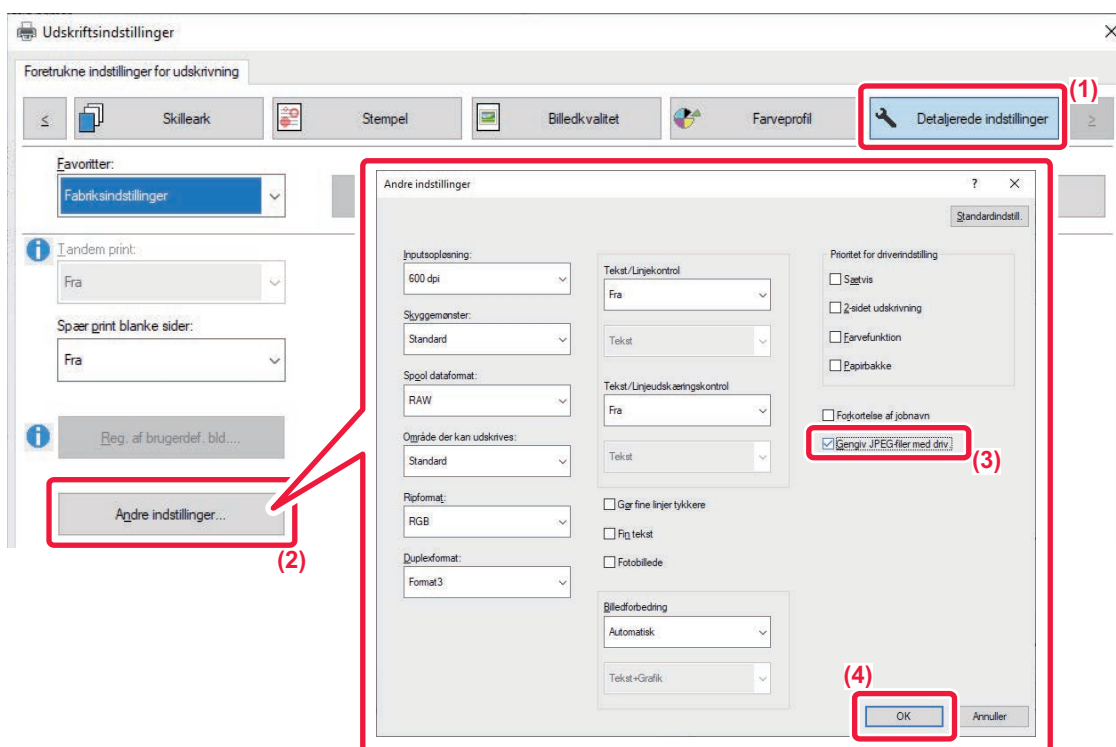 Udskriftsindstillinger
Foretrukne indstillinger for udskrivning
(1)
<
Skilleark
Stempel
Billedkvalitet
Farveprofil
Detaljerede indstillinger
>
Favoritter:
Fabriksindstillinger
Tandem print:
Fra
Spær print blanke sider:
Fra
Reg. af brugerdef. bld....
Andre indstillinger...
(2)
Andre indstillinger
?
Standardindstill.
Inputsopløsning:
600 dpi
Skyggemønster:
Standard
Spool dataformat:
RAW
Område der kan udskrives:
Standard
Ripformat:
RGB
Duplexformat:
Format3
Tekst/Linjekontrol
Fra
Tekst
Tekst/Linjeudskæringskontrol
Fra
Tekst
Gør fine linjer tykkere
Fin tekst
Fotobillede
Billedforbedring
Automatisk
Tekst+Grafik
Prioritet for driverindstilling
Sætvis
2-sidet udskrivning
Farvefunktion
Papirbakke
Forkortelse af jobnavn
Gengiv JPEG-filer med driv.
(3)
(4)
OK
Annuller